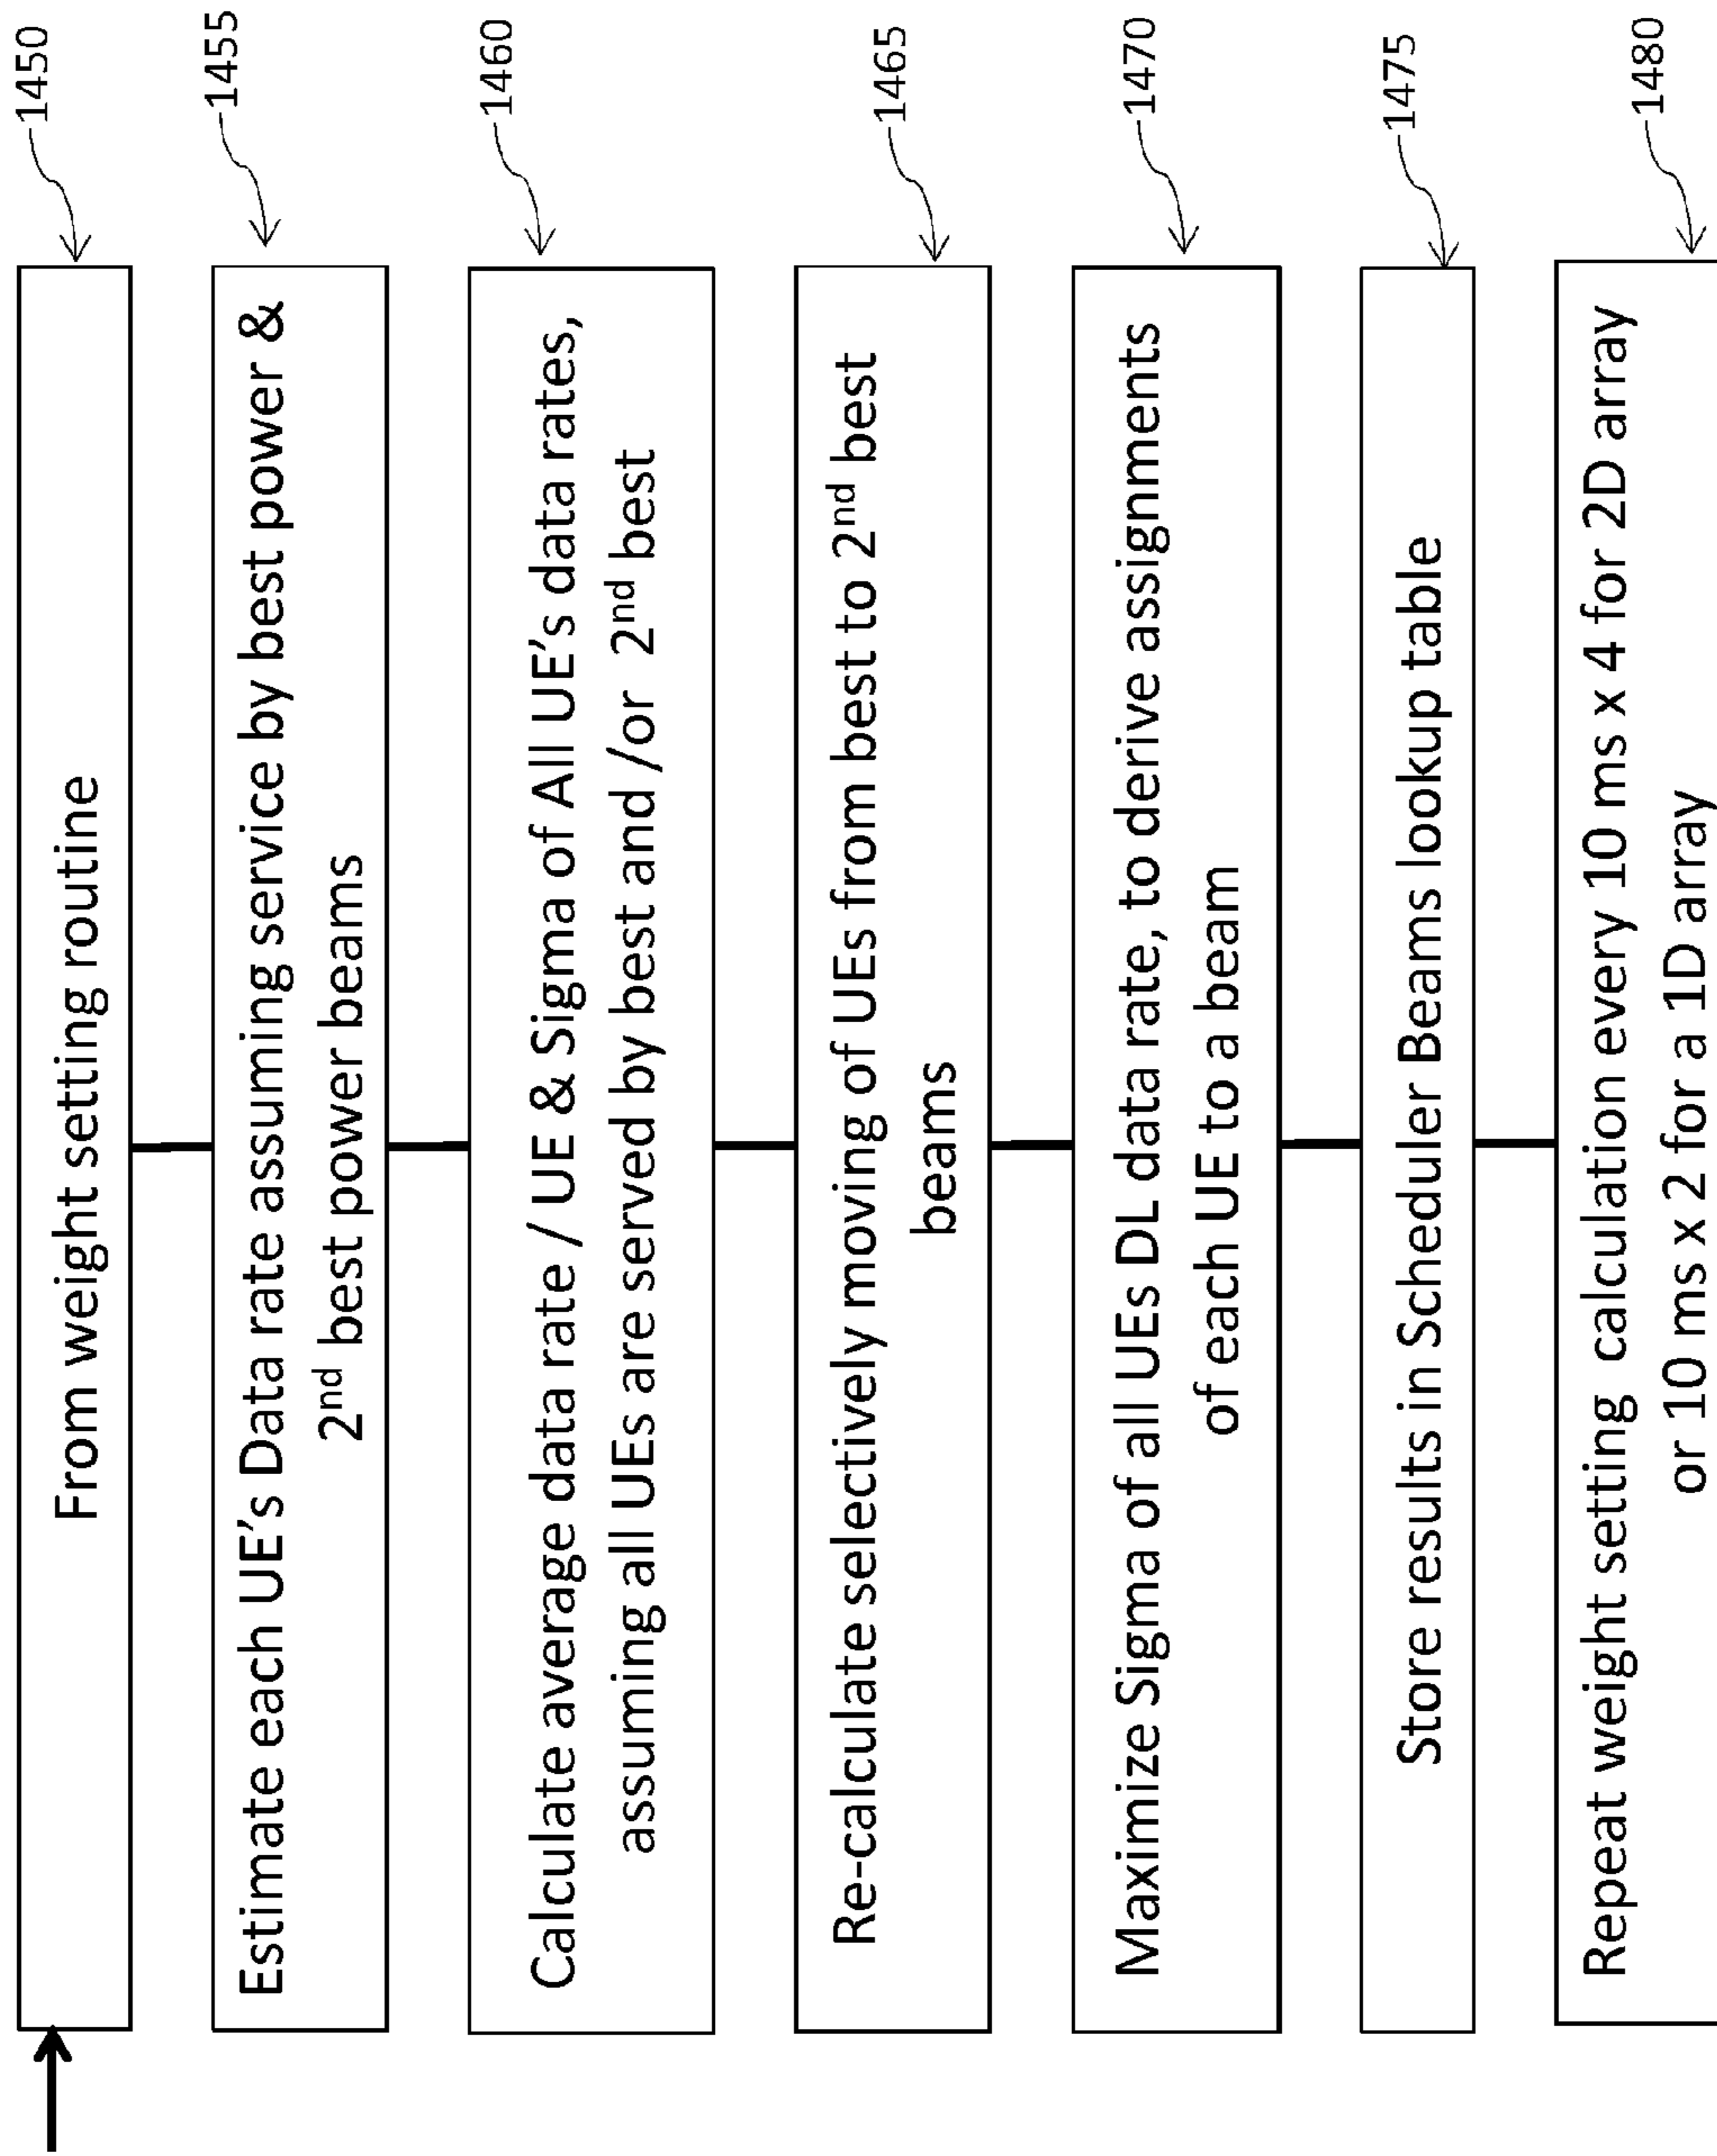 From weight setting routine
1450
Estimate each UE's Data rate assuming service by best power &
2nd best power beams
1455
Calculate average data rate / UE & Sigma of All UE's data rates,
assuming all UEs are served by best and /or 2nd best
1460
Re-calculate selectively moving of UEs from best to 2nd best
beams
1465
Maximize Sigma of all UEs DL data rate, to derive assignments
of each UE to a beam
1470
Store results in Scheduler Beams lookup table
1475
Repeat weight setting calculation every 10 ms x 4 for 2D array
or 10 ms x 2 for a 1D array
1480